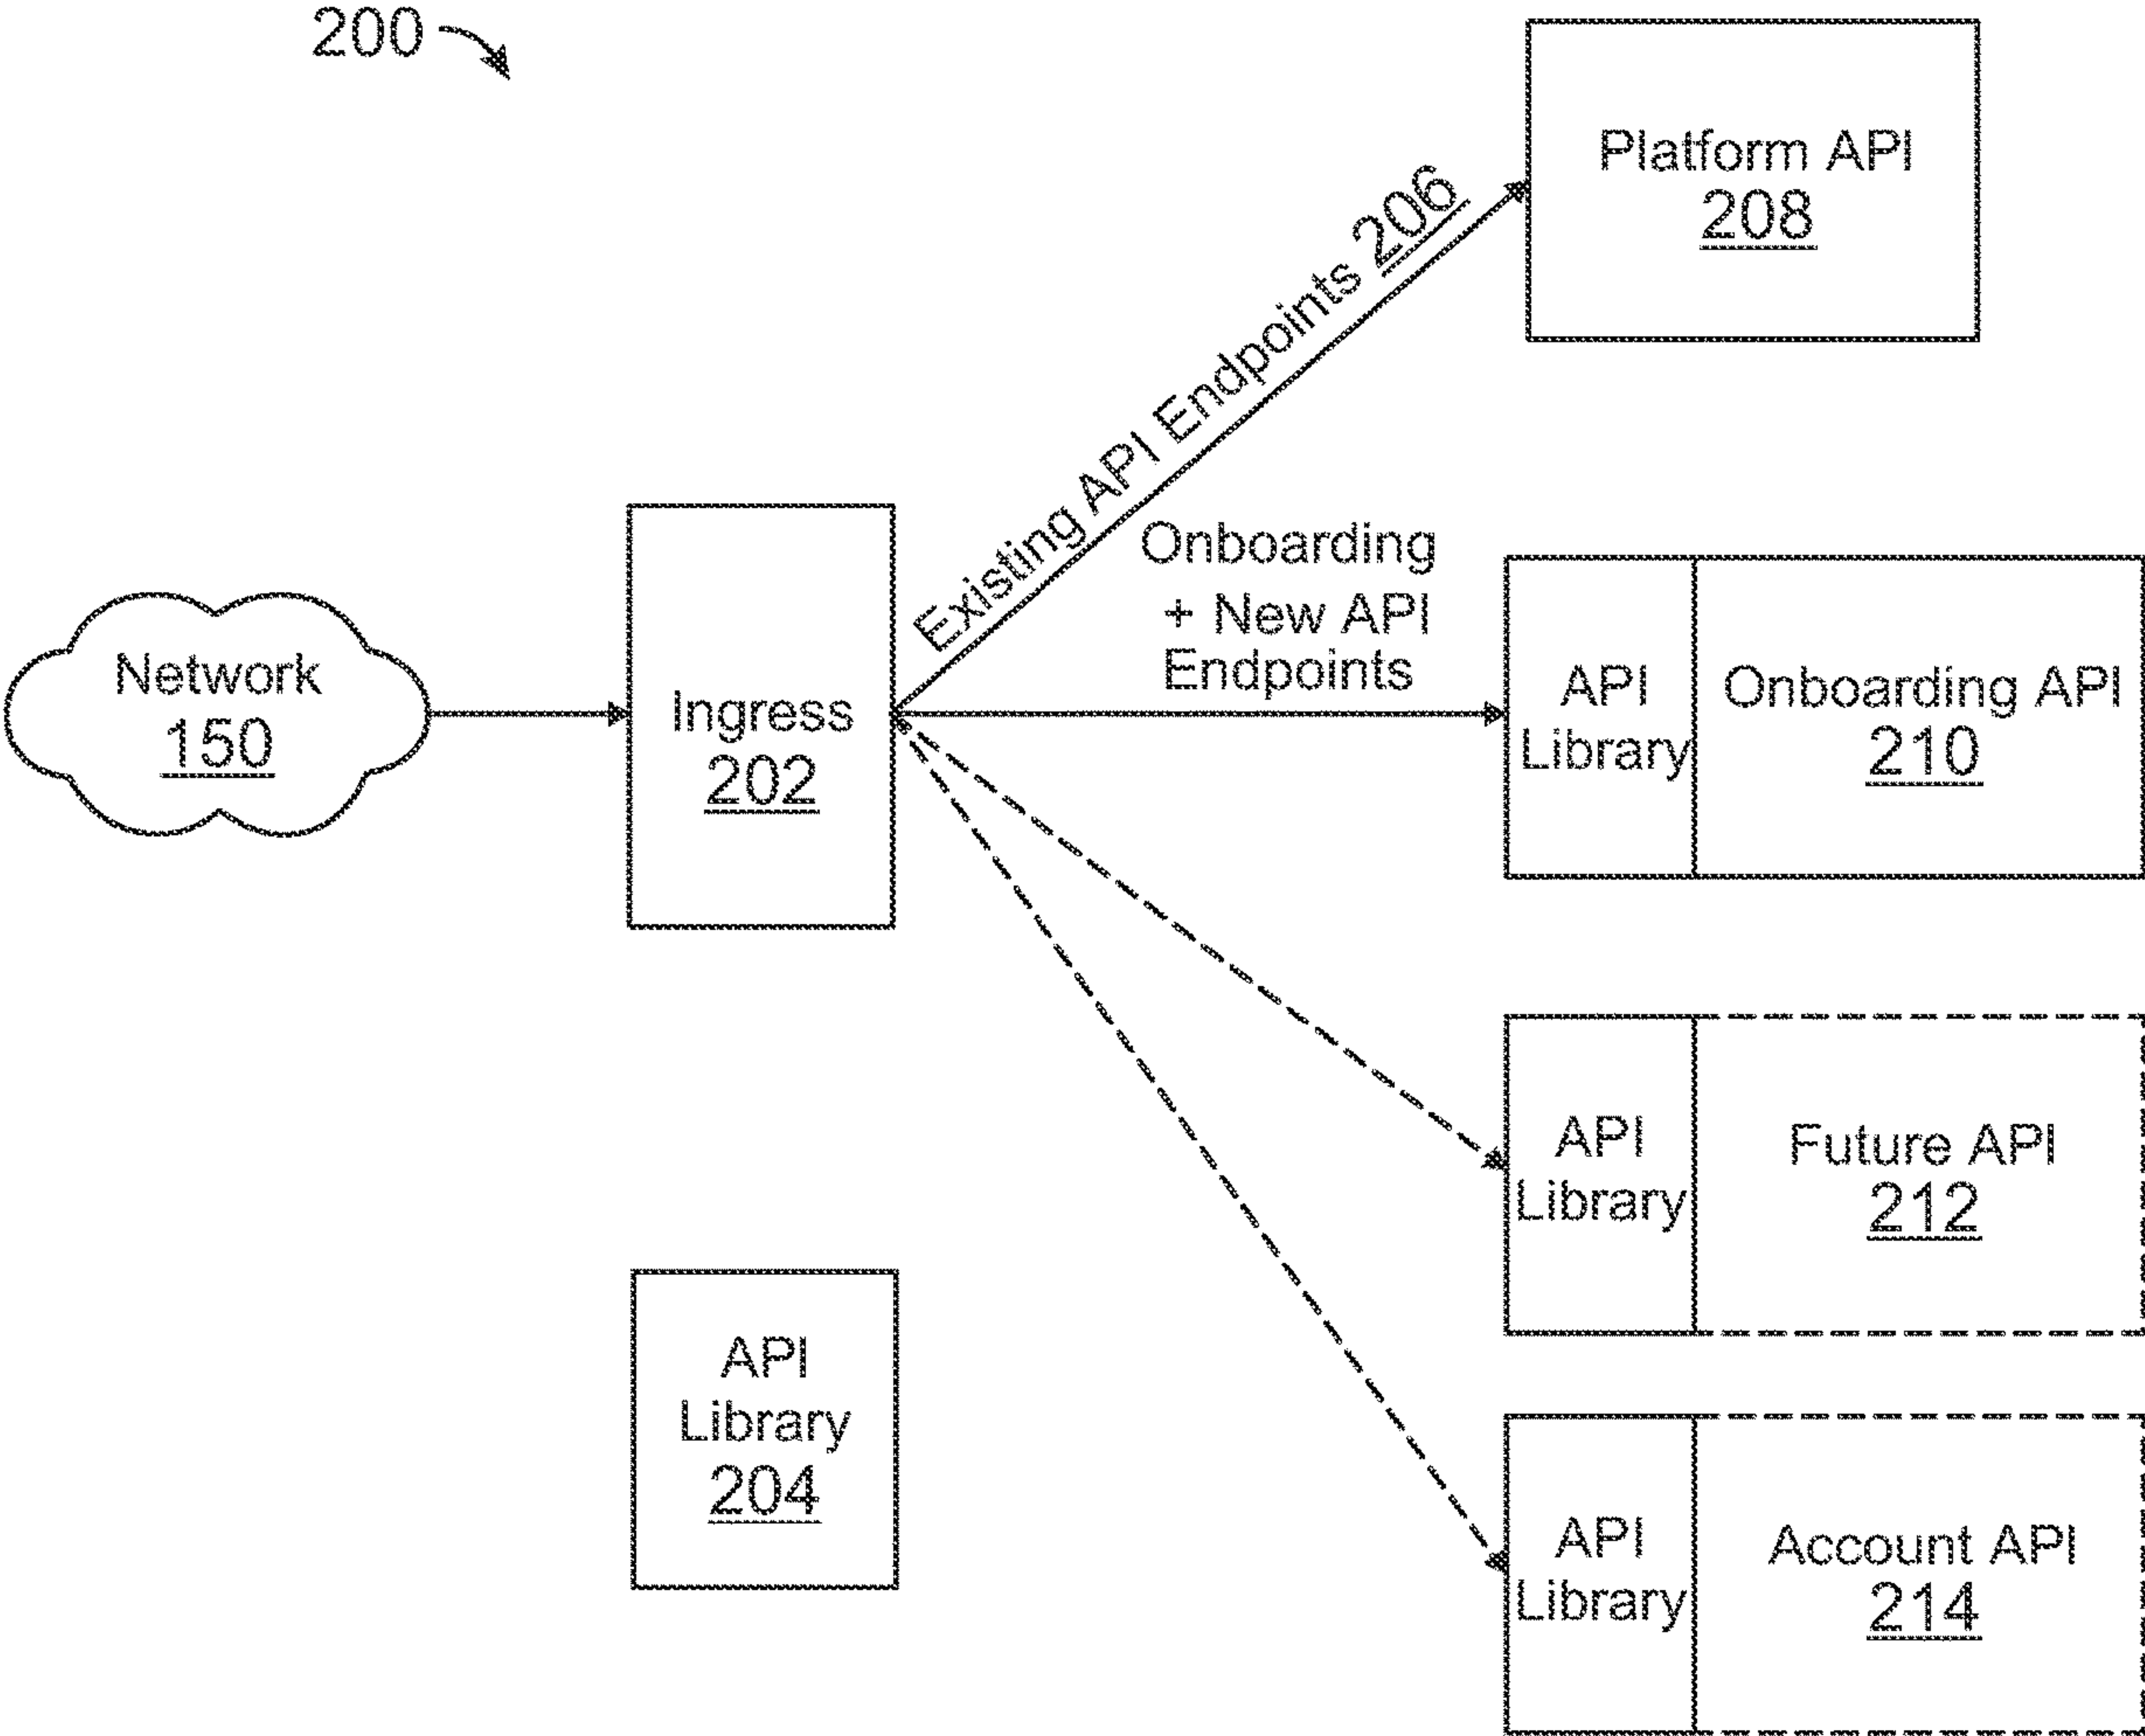 200
Platform API
208
Existing API Endpoints 206
Onboarding
+ New API
Endpoints
Network
150
Ingress
202
API
Library
Onboarding API
210
API
Library
Future API
212
API
Library
204
API
Library
Account API
214